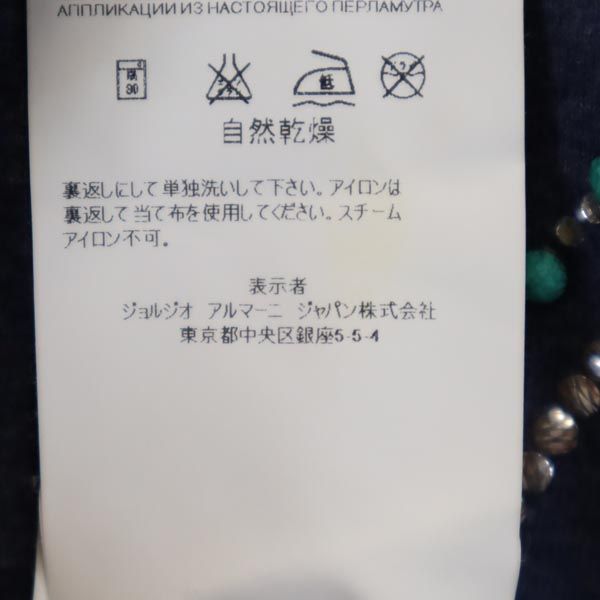 АППЛИКАЦИИ ИЗ НАСТОЯЩЕГО ПЕРЛАМУТРА
弱 30 低
自然乾燥
裏返しにして単独洗いして下さい。アイロンは
裏返して当て布を使用してください。スチーム
アイロン不可。
表示者
ジョルジオ アルマーニ ジャパン株式会社
東京都中央区銀座5-5-4